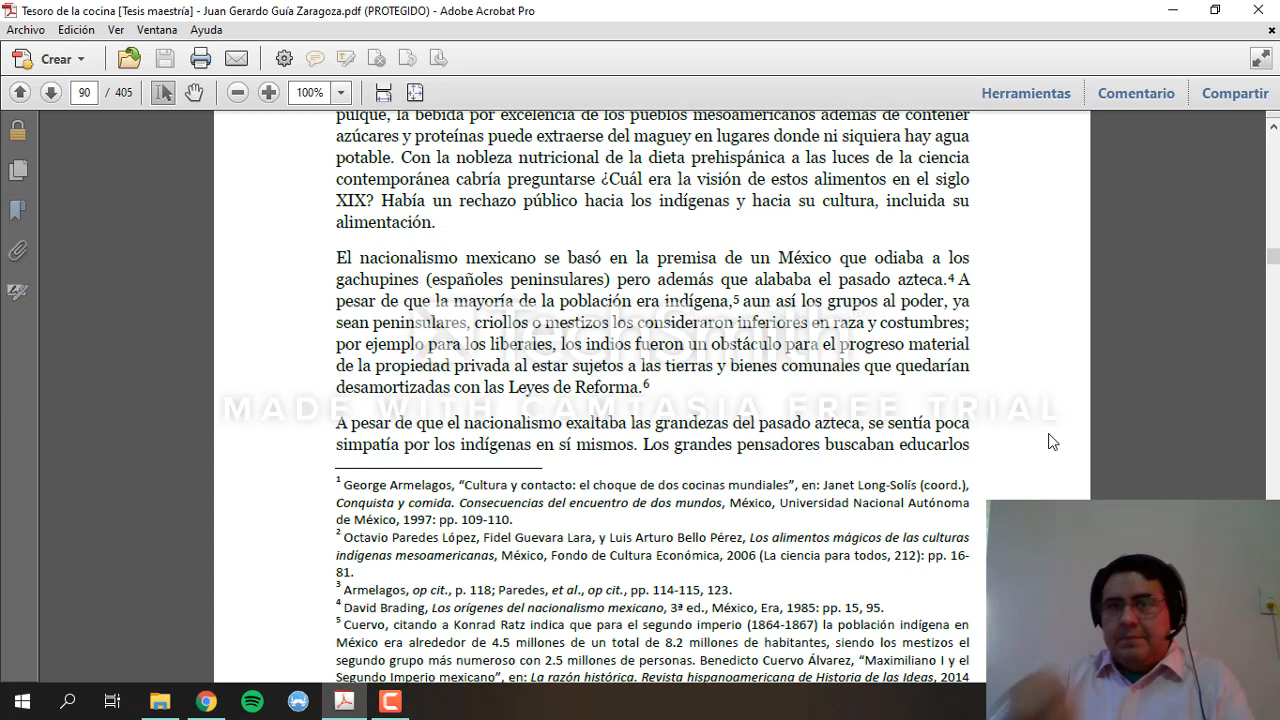 Tesoro de la cocina [Tesis maestría] - Juan Gerardo Guía Zaragoza.pdf (PROTEGIDO) - Adobe Acrobat Pro
Archivo Edición Ver Ventana Ayuda
Crear
90 / 405 100% Herramientas Comentario Compartir
pulque, la bebida por excelencia de los pueblos mesoamericanos además de contener
azúcares y proteínas puede extraerse del maguey en lugares donde ni siquiera hay agua
potable. Con la nobleza nutricional de la dieta prehispánica a las luces de la ciencia
contemporánea cabría preguntarse ¿Cuál era la visión de estos alimentos en el siglo
XIX? Había un rechazo público hacia los indígenas y hacia su cultura, incluida su
alimentación.
El nacionalismo mexicano se basó en la premisa de un México que odiaba a los
gachupines (españoles peninsulares) pero además que alababa el pasado azteca.4 A
pesar de que la mayoría de la población era indígena,5 aun así los grupos al poder, ya
sean peninsulares, criollos o mestizos los consideraron inferiores en raza y costumbres;
por ejemplo para los liberales, los indios fueron un obstáculo para el progreso material
de la propiedad privada al estar sujetos a las tierras y bienes comunales que quedarían
desamortizadas con las Leyes de Reforma.6
TechSmith
MADE WITH CAMTASIA FREE TRIAL
A pesar de que el nacionalismo exaltaba las grandezas del pasado azteca, se sentía poca
simpatía por los indígenas en sí mismos. Los grandes pensadores buscaban educarlos
1 George Armelagos, “Cultura y contacto: el choque de dos cocinas mundiales”, en: Janet Long-Solís (coord.),
Conquista y comida. Consecuencias del encuentro de dos mundos, México, Universidad Nacional Autónoma
de México, 1997: pp. 109-110.
2 Octavio Paredes López, Fidel Guevara Lara, y Luis Arturo Bello Pérez, Los alimentos mágicos de las culturas
indígenas mesoamericanas, México, Fondo de Cultura Económica, 2006 (La ciencia para todos, 212): pp. 16-
81.
3 Armelagos, op cit., p. 118; Paredes, et al., op cit., pp. 114-115, 123.
4 David Brading, Los orígenes del nacionalismo mexicano, 3ª ed., México, Era, 1985: pp. 15, 95.
5 Cuervo, citando a Konrad Ratz indica que para el segundo imperio (1864-1867) la población indígena en
México era alrededor de 4.5 millones de un total de 8.2 millones de habitantes, siendo los mestizos el
segundo grupo más numeroso con 2.5 millones de personas. Benedicto Cuervo Álvarez, “Maximiliano I y el
Segundo Imperio mexicano”, en: La razón histórica. Revista hispanoamericana de Historia de las Ideas, 2014